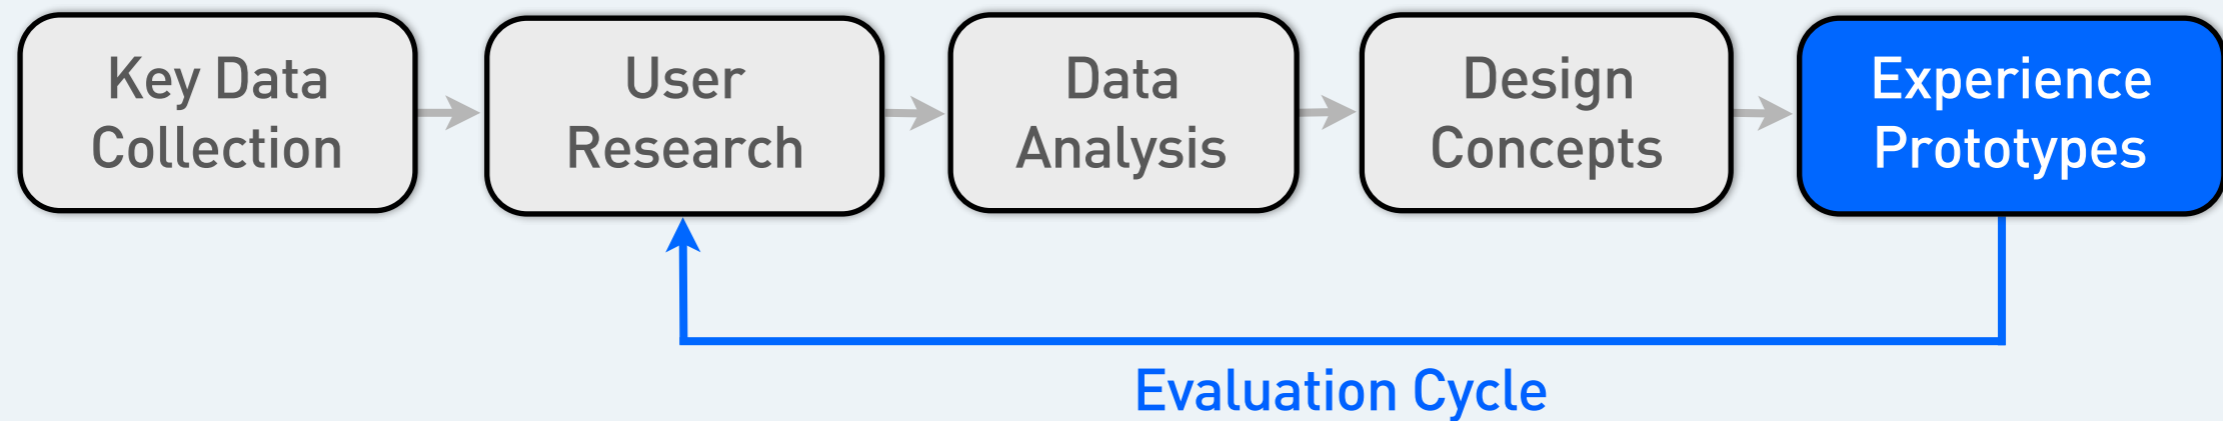 Key Data
Collection
User
Research
Data
Analysis
Design
Concepts
Experience
Prototypes
Evaluation Cycle